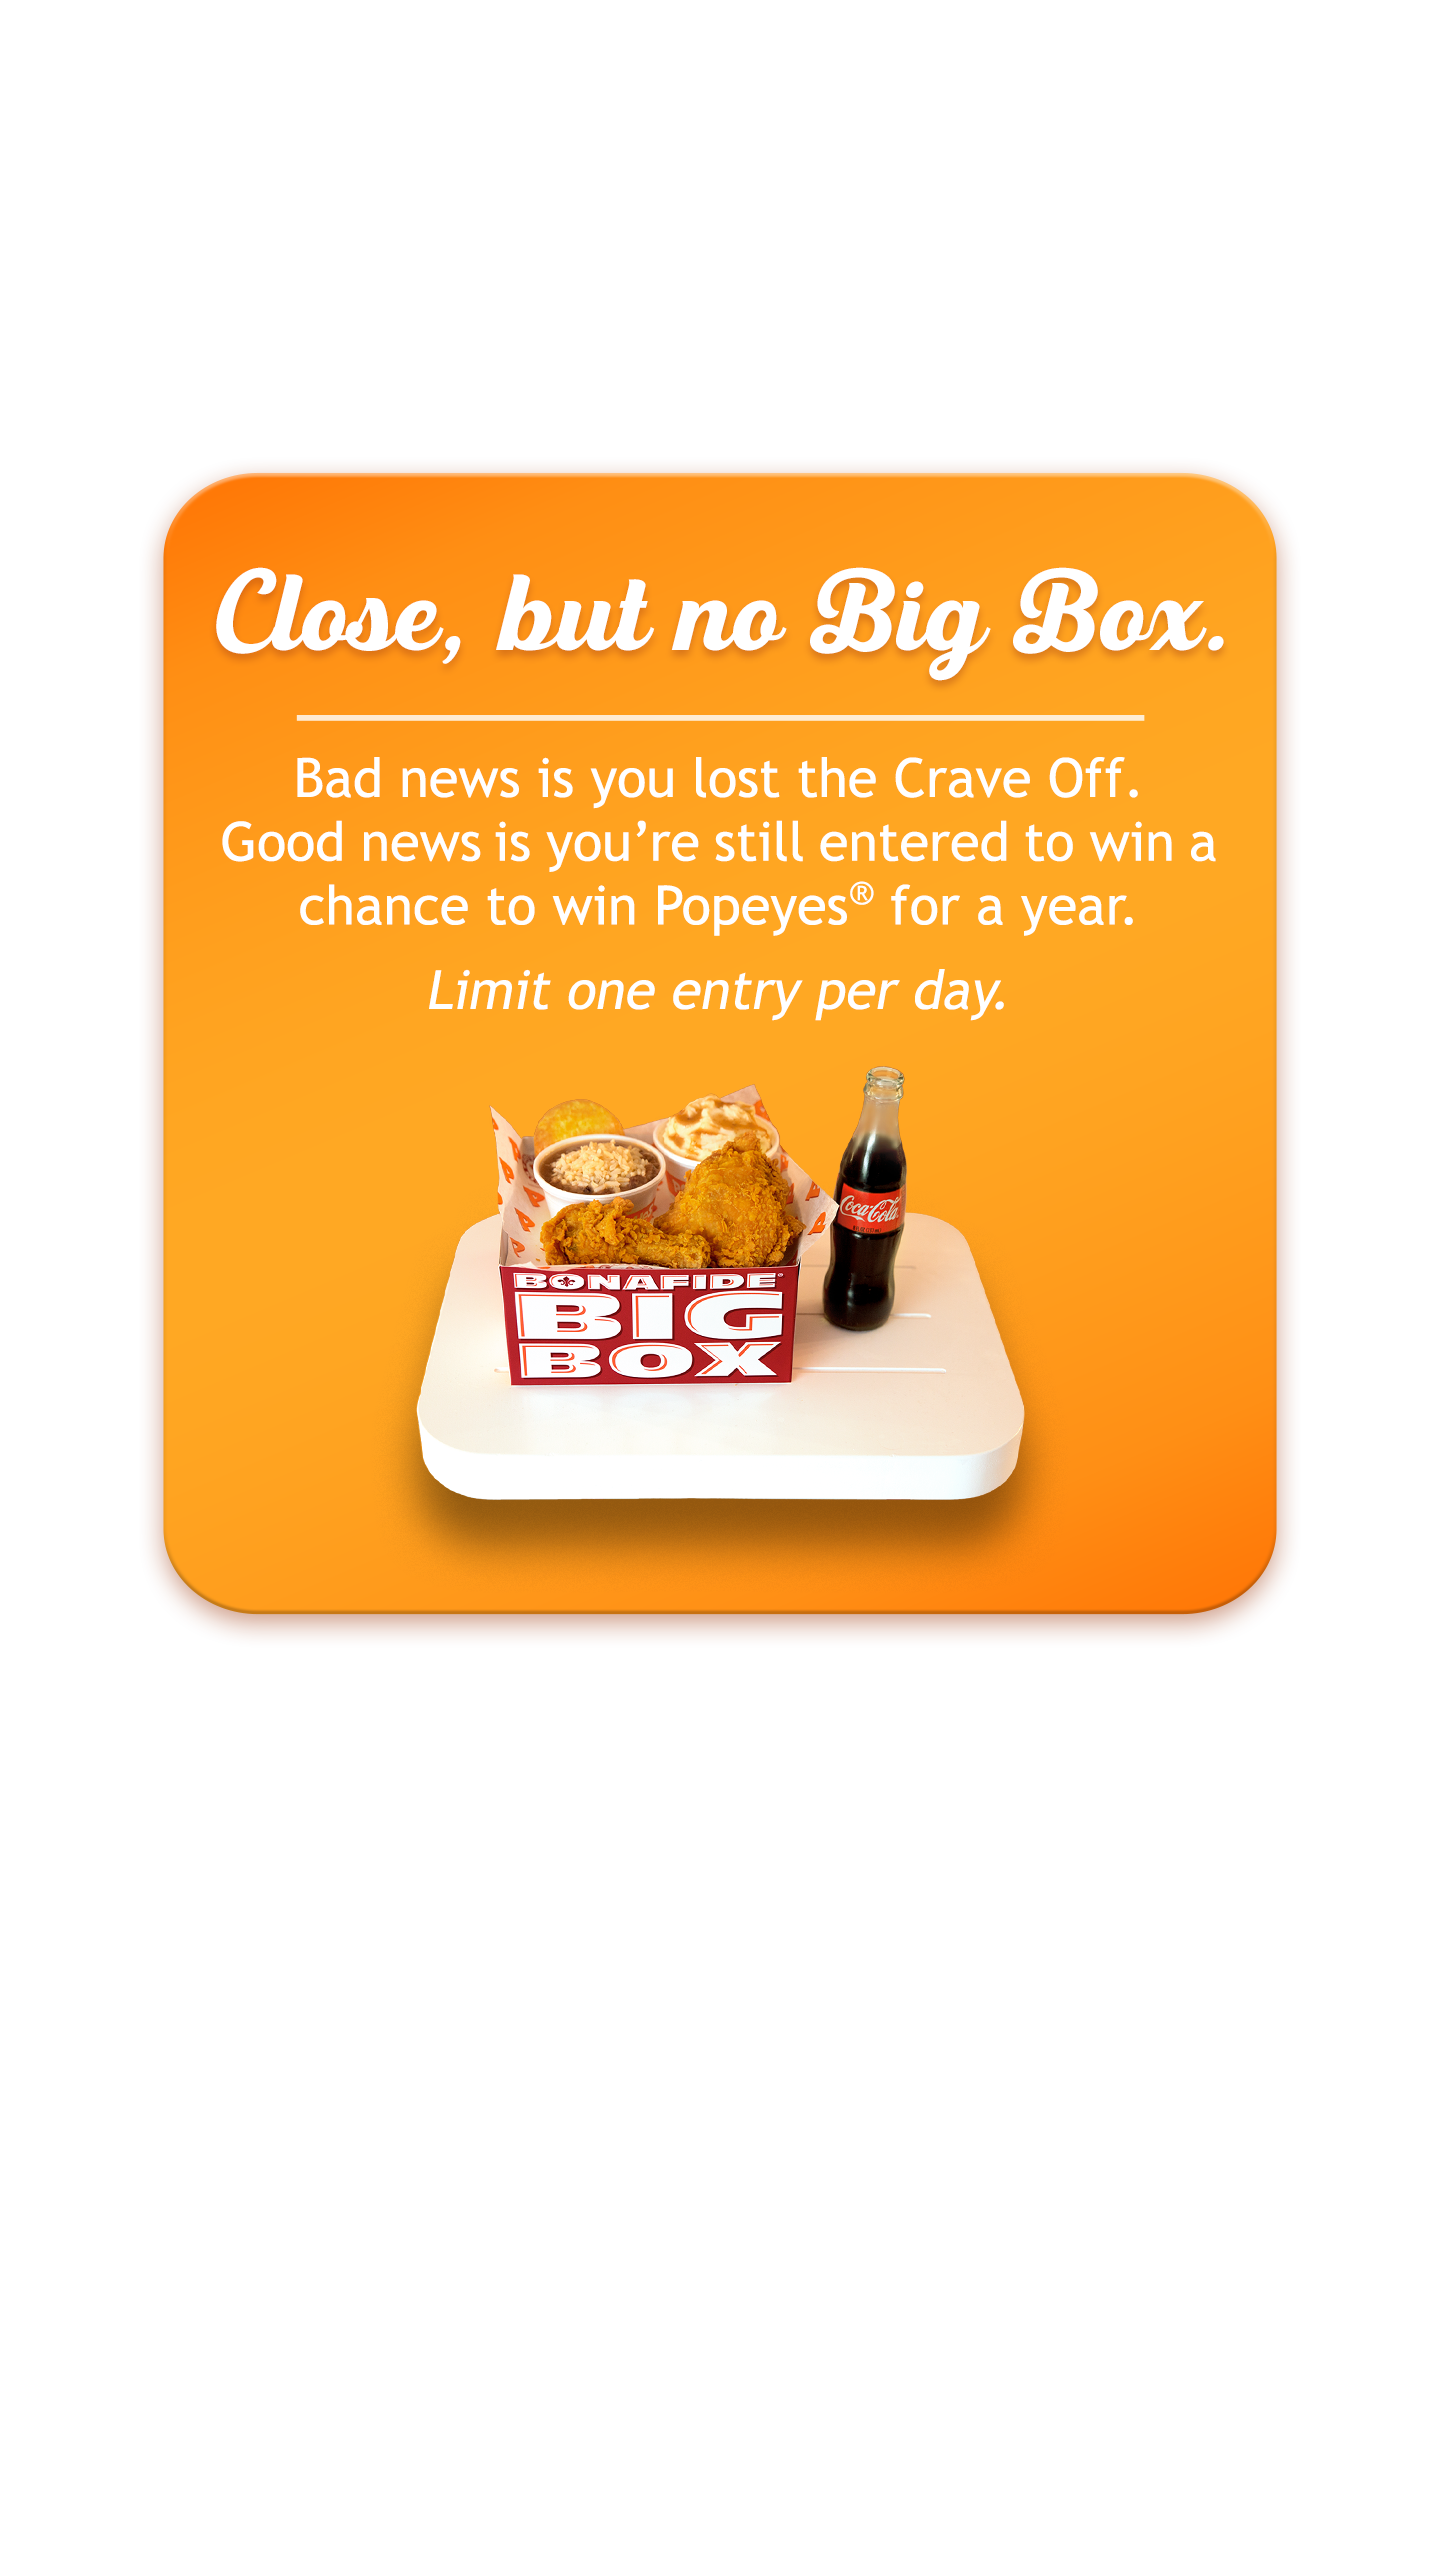 Close, but no Big Box.
Bad news is you lost the Crave Off.
Good news is you’re still entered to win a
chance to win Popeyes® for a year.
Limit one entry per day.
Coca-Cola
BONAFIDE®
BIG
BOX